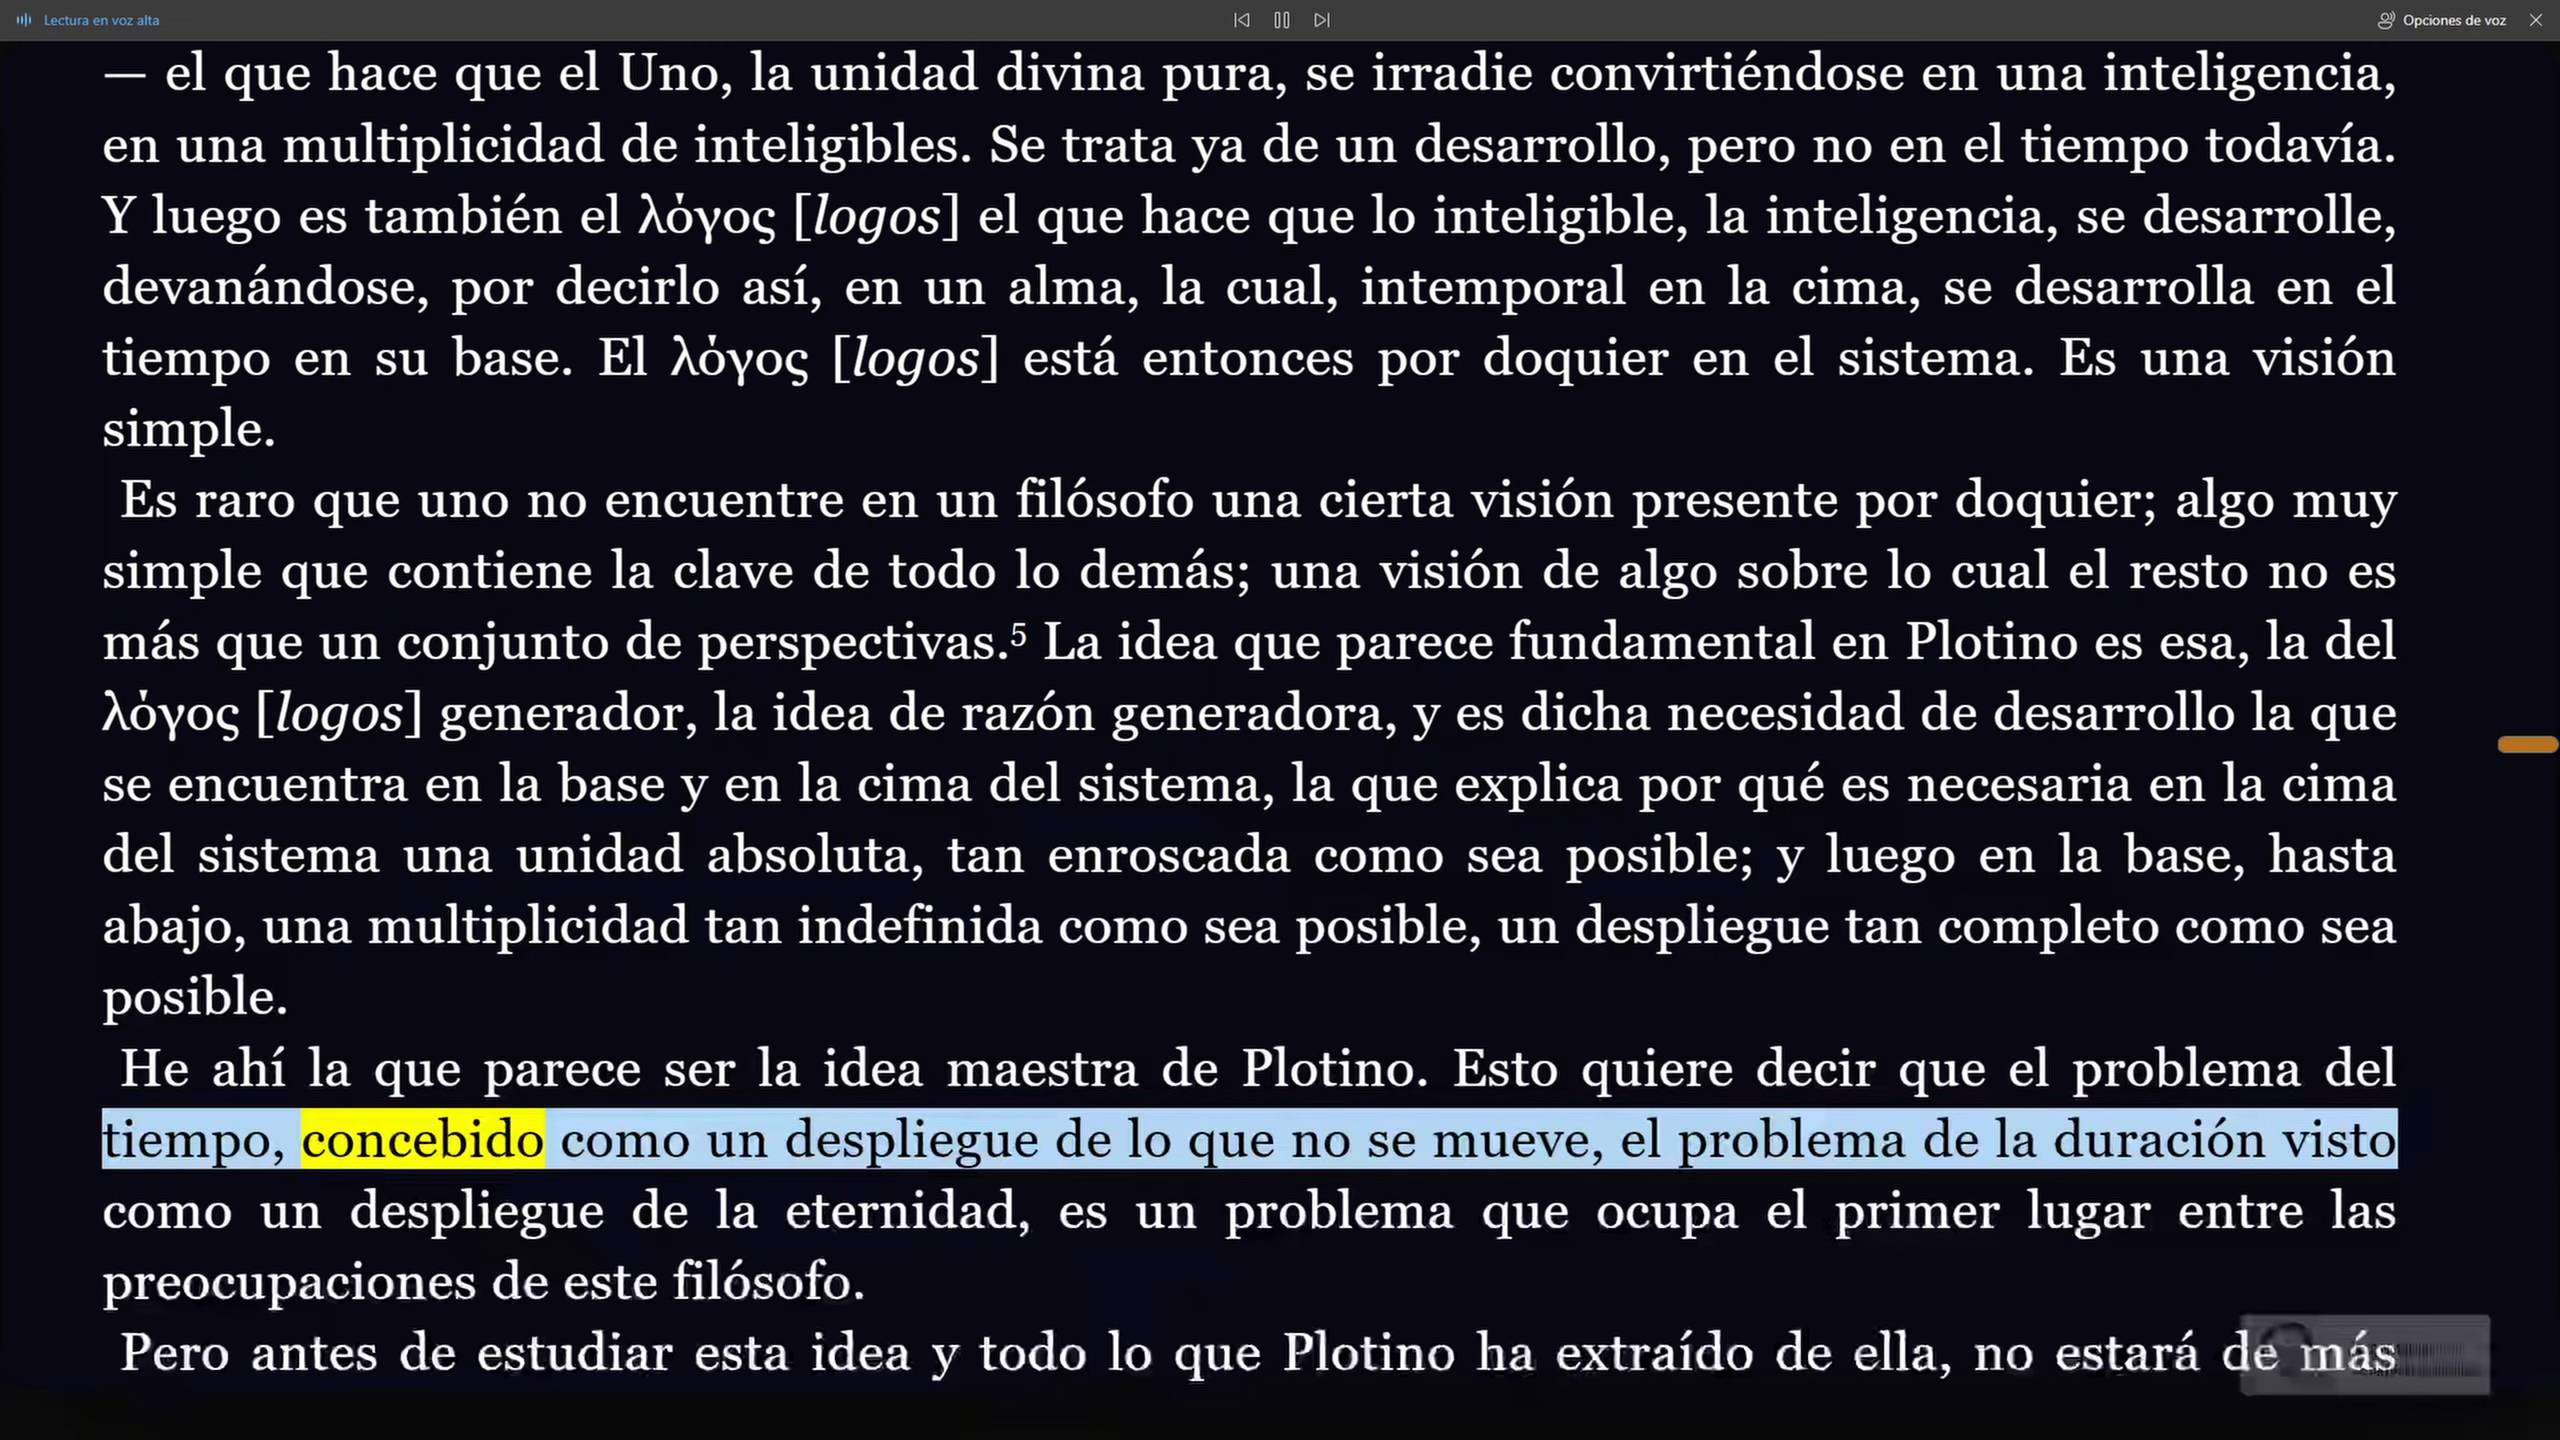 Lectura en voz alta
Opciones de voz
— el que hace que el Uno, la unidad divina pura, se irradie convirtiéndose en una inteligencia,
en una multiplicidad de inteligibles. Se trata ya de un desarrollo, pero no en el tiempo todavía.
Y luego es también el λόγος [logos] el que hace que lo inteligible, la inteligencia, se desarrolle,
devanándose, por decirlo así, en un alma, la cual, intemporal en la cima, se desarrolla en el
tiempo en su base. El λόγος [logos] está entonces por doquier en el sistema. Es una visión
simple.
Es raro que uno no encuentre en un filósofo una cierta visión presente por doquier; algo muy
simple que contiene la clave de todo lo demás; una visión de algo sobre lo cual el resto no es
más que un conjunto de perspectivas.⁵ La idea que parece fundamental en Plotino es esa, la del
λόγος [logos] generador, la idea de razón generadora, y es dicha necesidad de desarrollo la que
se encuentra en la base y en la cima del sistema, la que explica por qué es necesaria en la cima
del sistema una unidad absoluta, tan enroscada como sea posible; y luego en la base, hasta
abajo, una multiplicidad tan indefinida como sea posible, un despliegue tan completo como sea
posible.
He ahí la que parece ser la idea maestra de Plotino. Esto quiere decir que el problema del
tiempo, concebido como un despliegue de lo que no se mueve, el problema de la duración visto
como un despliegue de la eternidad, es un problema que ocupa el primer lugar entre las
preocupaciones de este filósofo.
Pero antes de estudiar esta idea y todo lo que Plotino ha extraído de ella, no estará de más